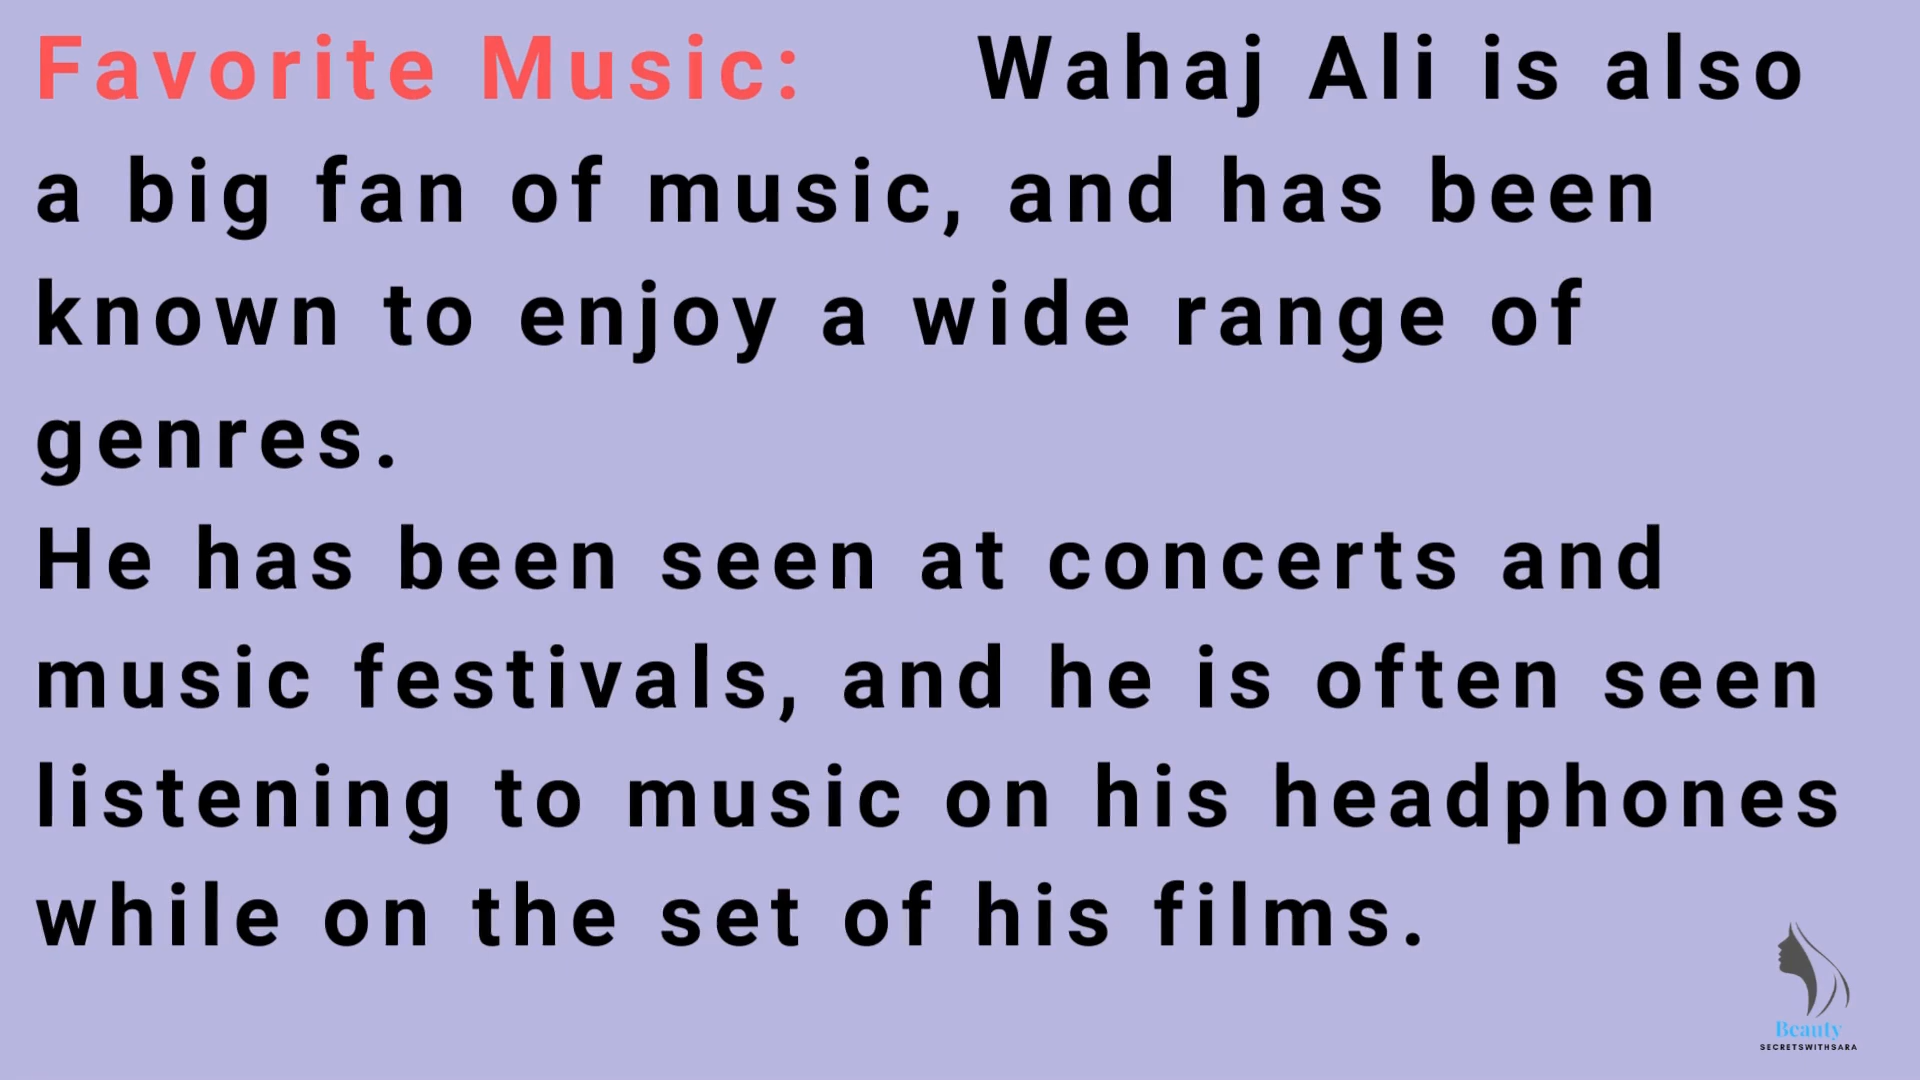 Favorite Music: Wahaj Ali is also
a big fan of music, and has been
known to enjoy a wide range of
genres.
He has been seen at concerts and
music festivals, and he is often seen
listening to music on his headphones
while on the set of his films.
Beauty
SECRETSWITHSARA